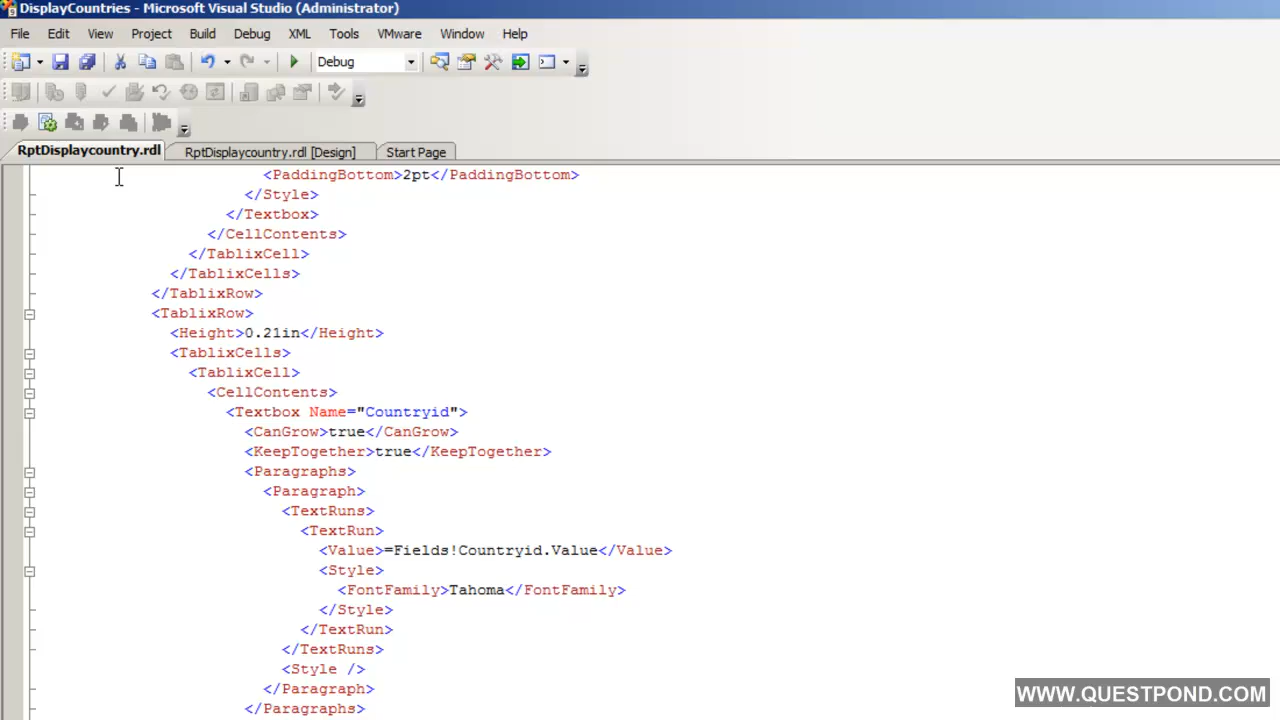 DisplayCountries - Microsoft Visual Studio (Administrator)
File Edit View Project Build Debug XML Tools VMware Window Help
Debug
RptDisplaycountry.rdl RptDisplaycountry.rdl [Design] Start Page
<PaddingBottom>2pt</PaddingBottom>
</Style>
</Textbox>
</CellContents>
</TablixCell>
</TablixCells>
</TablixRow>
<TablixRow>
<Height>0.21in</Height>
<TablixCells>
<TablixCell>
<CellContents>
<Textbox Name="Countryid">
<CanGrow>true</CanGrow>
<KeepTogether>true</KeepTogether>
<Paragraphs>
<Paragraph>
<TextRuns>
<TextRun>
<Value>=Fields!Countryid.Value</Value>
<Style>
<FontFamily>Tahoma</FontFamily>
</Style>
</TextRun>
</TextRuns>
<Style />
</Paragraph>
</Paragraphs>
WWW.QUESTPOND.COM